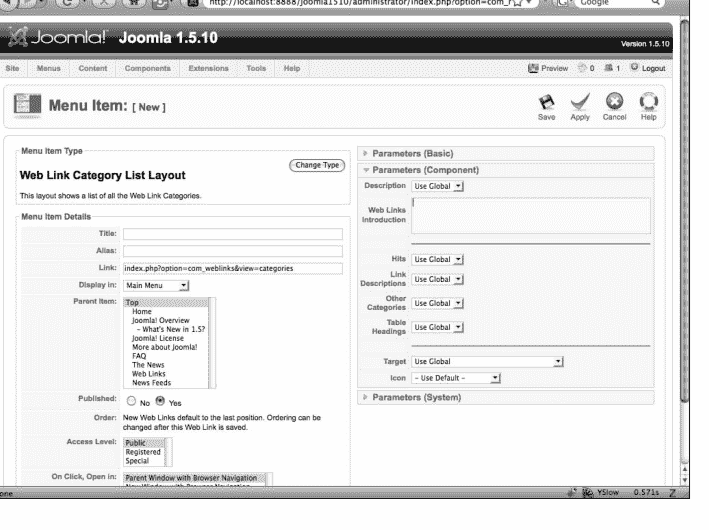 http://localhost:8888/joomla1510/administrator/index.php?option=com_r
Google
Joomla! Joomla 1.5.10
Version 1.5.10
Site Menus Content Components Extensions Tools Help
Preview 0 1 Logout
Menu Item: [ New ]
Save Apply Cancel Help
Menu Item Type
Change Type
Web Link Category List Layout
This layout shows a list of all the Web Link Categories.
Menu Item Details
Title:
Alias:
Link: index.php?option=com_weblinks&view=categories
Display in: Main Menu
Parent Item: Top
Home
Joomla! Overview
- What's New in 1.5?
Joomla! License
More about Joomla!
FAQ
The News
Web Links
News Feeds
Published: No Yes
Order: New Web Links default to the last position. Ordering can be
changed after this Web Link is saved.
Access Level: Public
Registered
Special
On Click, Open in: Parent Window with Browser Navigation
New Window with Browser Navigation
Parameters (Basic)
Parameters (Component)
Description Use Global
Web Links
Introduction
Hits Use Global
Link
Descriptions Use Global
Other
Categories Use Global
Table
Headings Use Global
Target Use Global
Icon - Use Default -
Parameters (System)
one
YSlow 0.571s